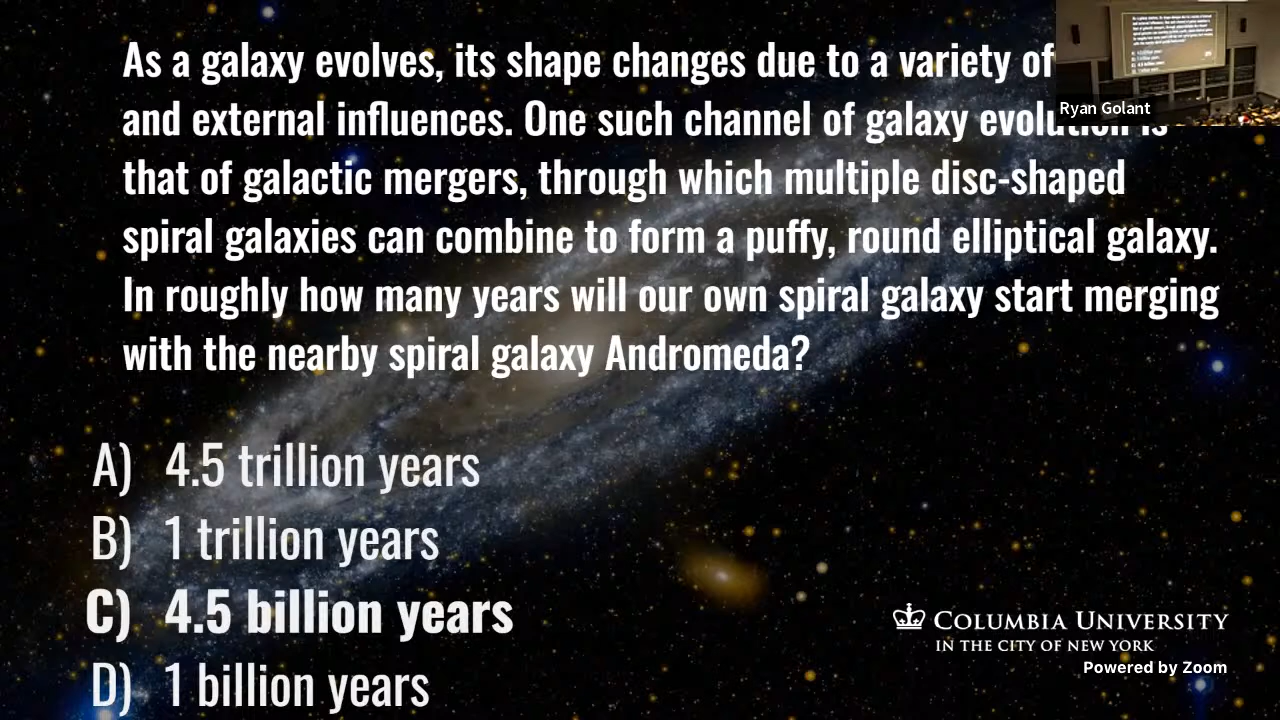 As a galaxy evolves, its shape changes due to a variety of
and external influences. One such channel of galaxy evolution is
that of galactic mergers, through which multiple disc-shaped
spiral galaxies can combine to form a puffy, round elliptical galaxy.
In roughly how many years will our own spiral galaxy start merging
with the nearby spiral galaxy Andromeda?
A) 4.5 trillion years
B) 1 trillion years
C) 4.5 billion years
D) 1 billion years
Ryan Golant
COLUMBIA UNIVERSITY
IN THE CITY OF NEW YORK
Powered by Zoom